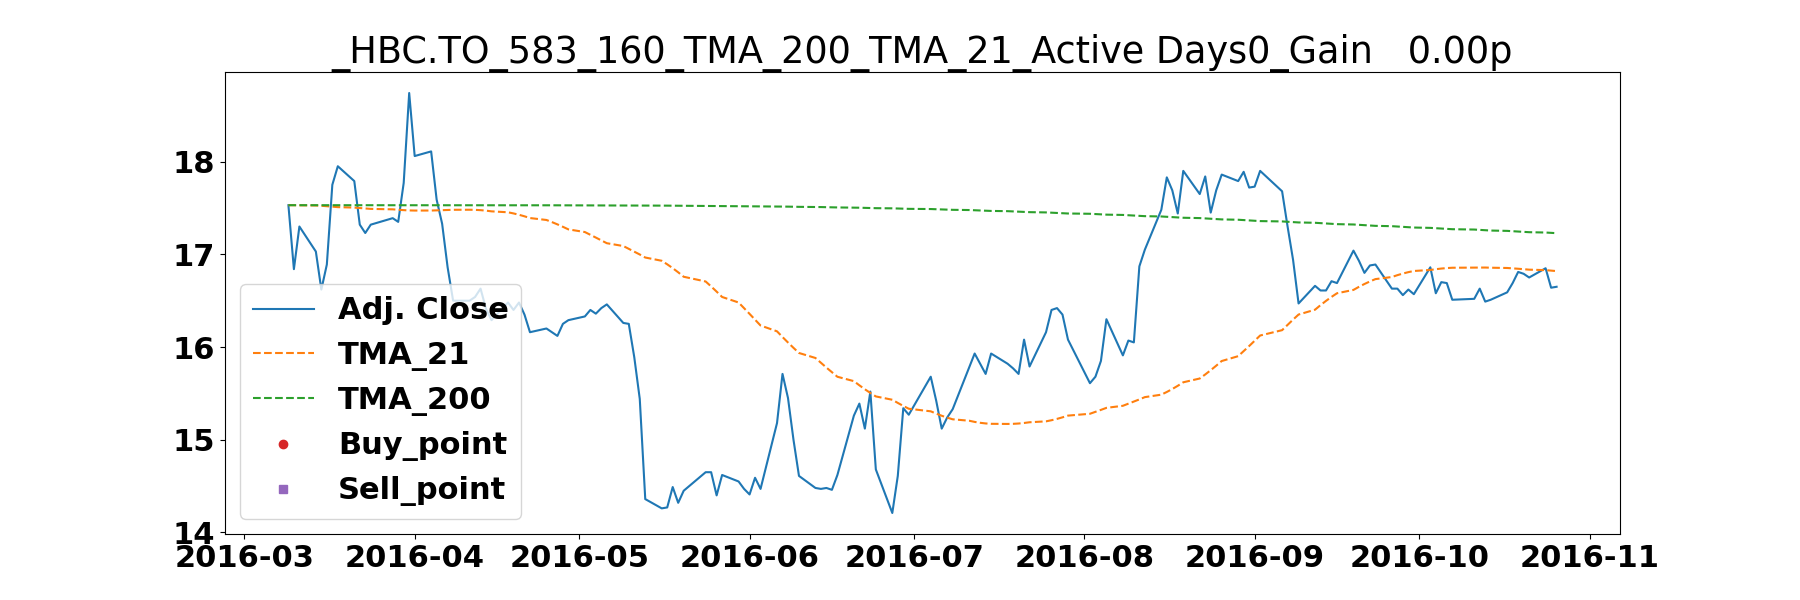 _HBC.TO_583_160_TMA_200_TMA_21_Active Days0_Gain   0.00p
18
17
16
15
14
Adj. Close
TMA_21
TMA_200
Buy_point
Sell_point
2016-03 2016-04 2016-05 2016-06 2016-07 2016-08 2016-09 2016-10 2016-11